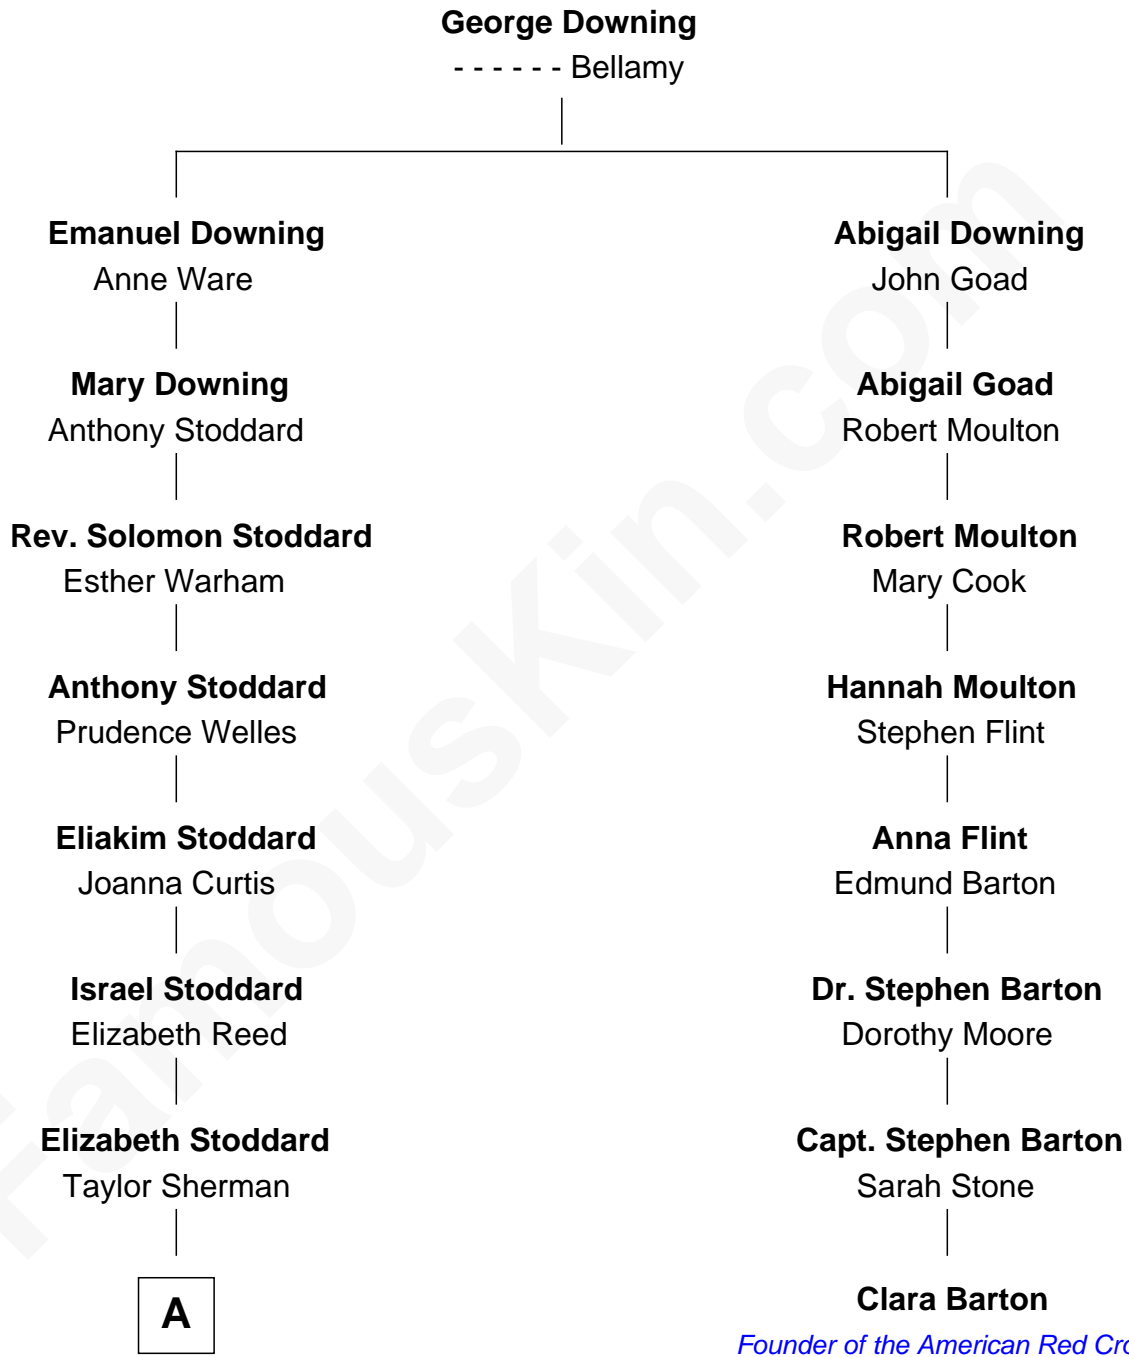 George Downing
- - - - - - Bellamy
Emanuel Downing
Anne Ware
Abigail Downing
John Goad
Mary Downing
Anthony Stoddard
Abigail Goad
Robert Moulton
Rev. Solomon Stoddard
Esther Warham
Robert Moulton
Mary Cook
Anthony Stoddard
Prudence Welles
Hannah Moulton
Stephen Flint
Eliakim Stoddard
Joanna Curtis
Anna Flint
Edmund Barton
Israel Stoddard
Elizabeth Reed
Dr. Stephen Barton
Dorothy Moore
Elizabeth Stoddard
Taylor Sherman
Capt. Stephen Barton
Sarah Stone
A
Clara Barton
Founder of the American Red Cro
FamousKin.com